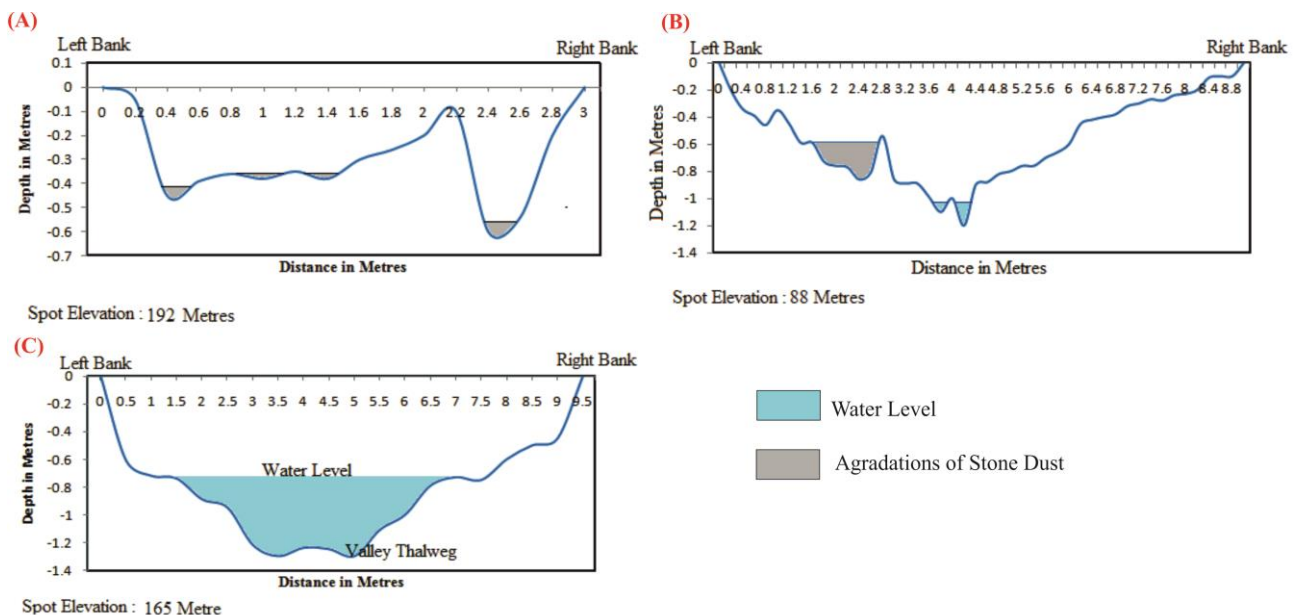 (A)
Left Bank
Right Bank
0.1
0
-0.1
-0.2
-0.3
-0.4
-0.5
-0.6
-0.7
0 0.2 0.4 0.6 0.8 1 1.2 1.4 1.6 1.8 2 2.2 2.4 2.6 2.8 3
Depth in Metres
Distance in Metres
Spot Elevation : 192 Metres
(B)
Left Bank
Right Bank
0
-0.2
-0.4
-0.6
-0.8
-1
-1.2
-1.4
0 0.4 0.8 1.2 1.6 2 2.4 2.8 3.2 3.6 4 4.4 4.8 5.2 5.6 6 6.4 6.8 7.2 7.6 8 8.4 8.8
Depth in Metres
Distance in Metres
Spot Elevation : 88 Metres
(C)
Left Bank
Right Bank
0
-0.2
-0.4
-0.6
-0.8
-1
-1.2
-1.4
0 0.5 1 1.5 2 2.5 3 3.5 4 4.5 5 5.5 6 6.5 7 7.5 8 8.5 9 9.5
Depth in Metres
Water Level
Valley Thalweg
Distance in Metres
Spot Elevation : 165 Metre
Water Level
Agradations of Stone Dust